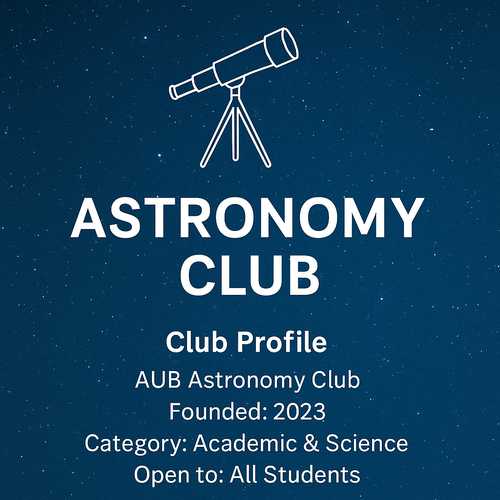 ASTRONOMY
CLUB
Club Profile
AUB Astronomy Club
Founded: 2023
Category: Academic & Science
Open to: All Students